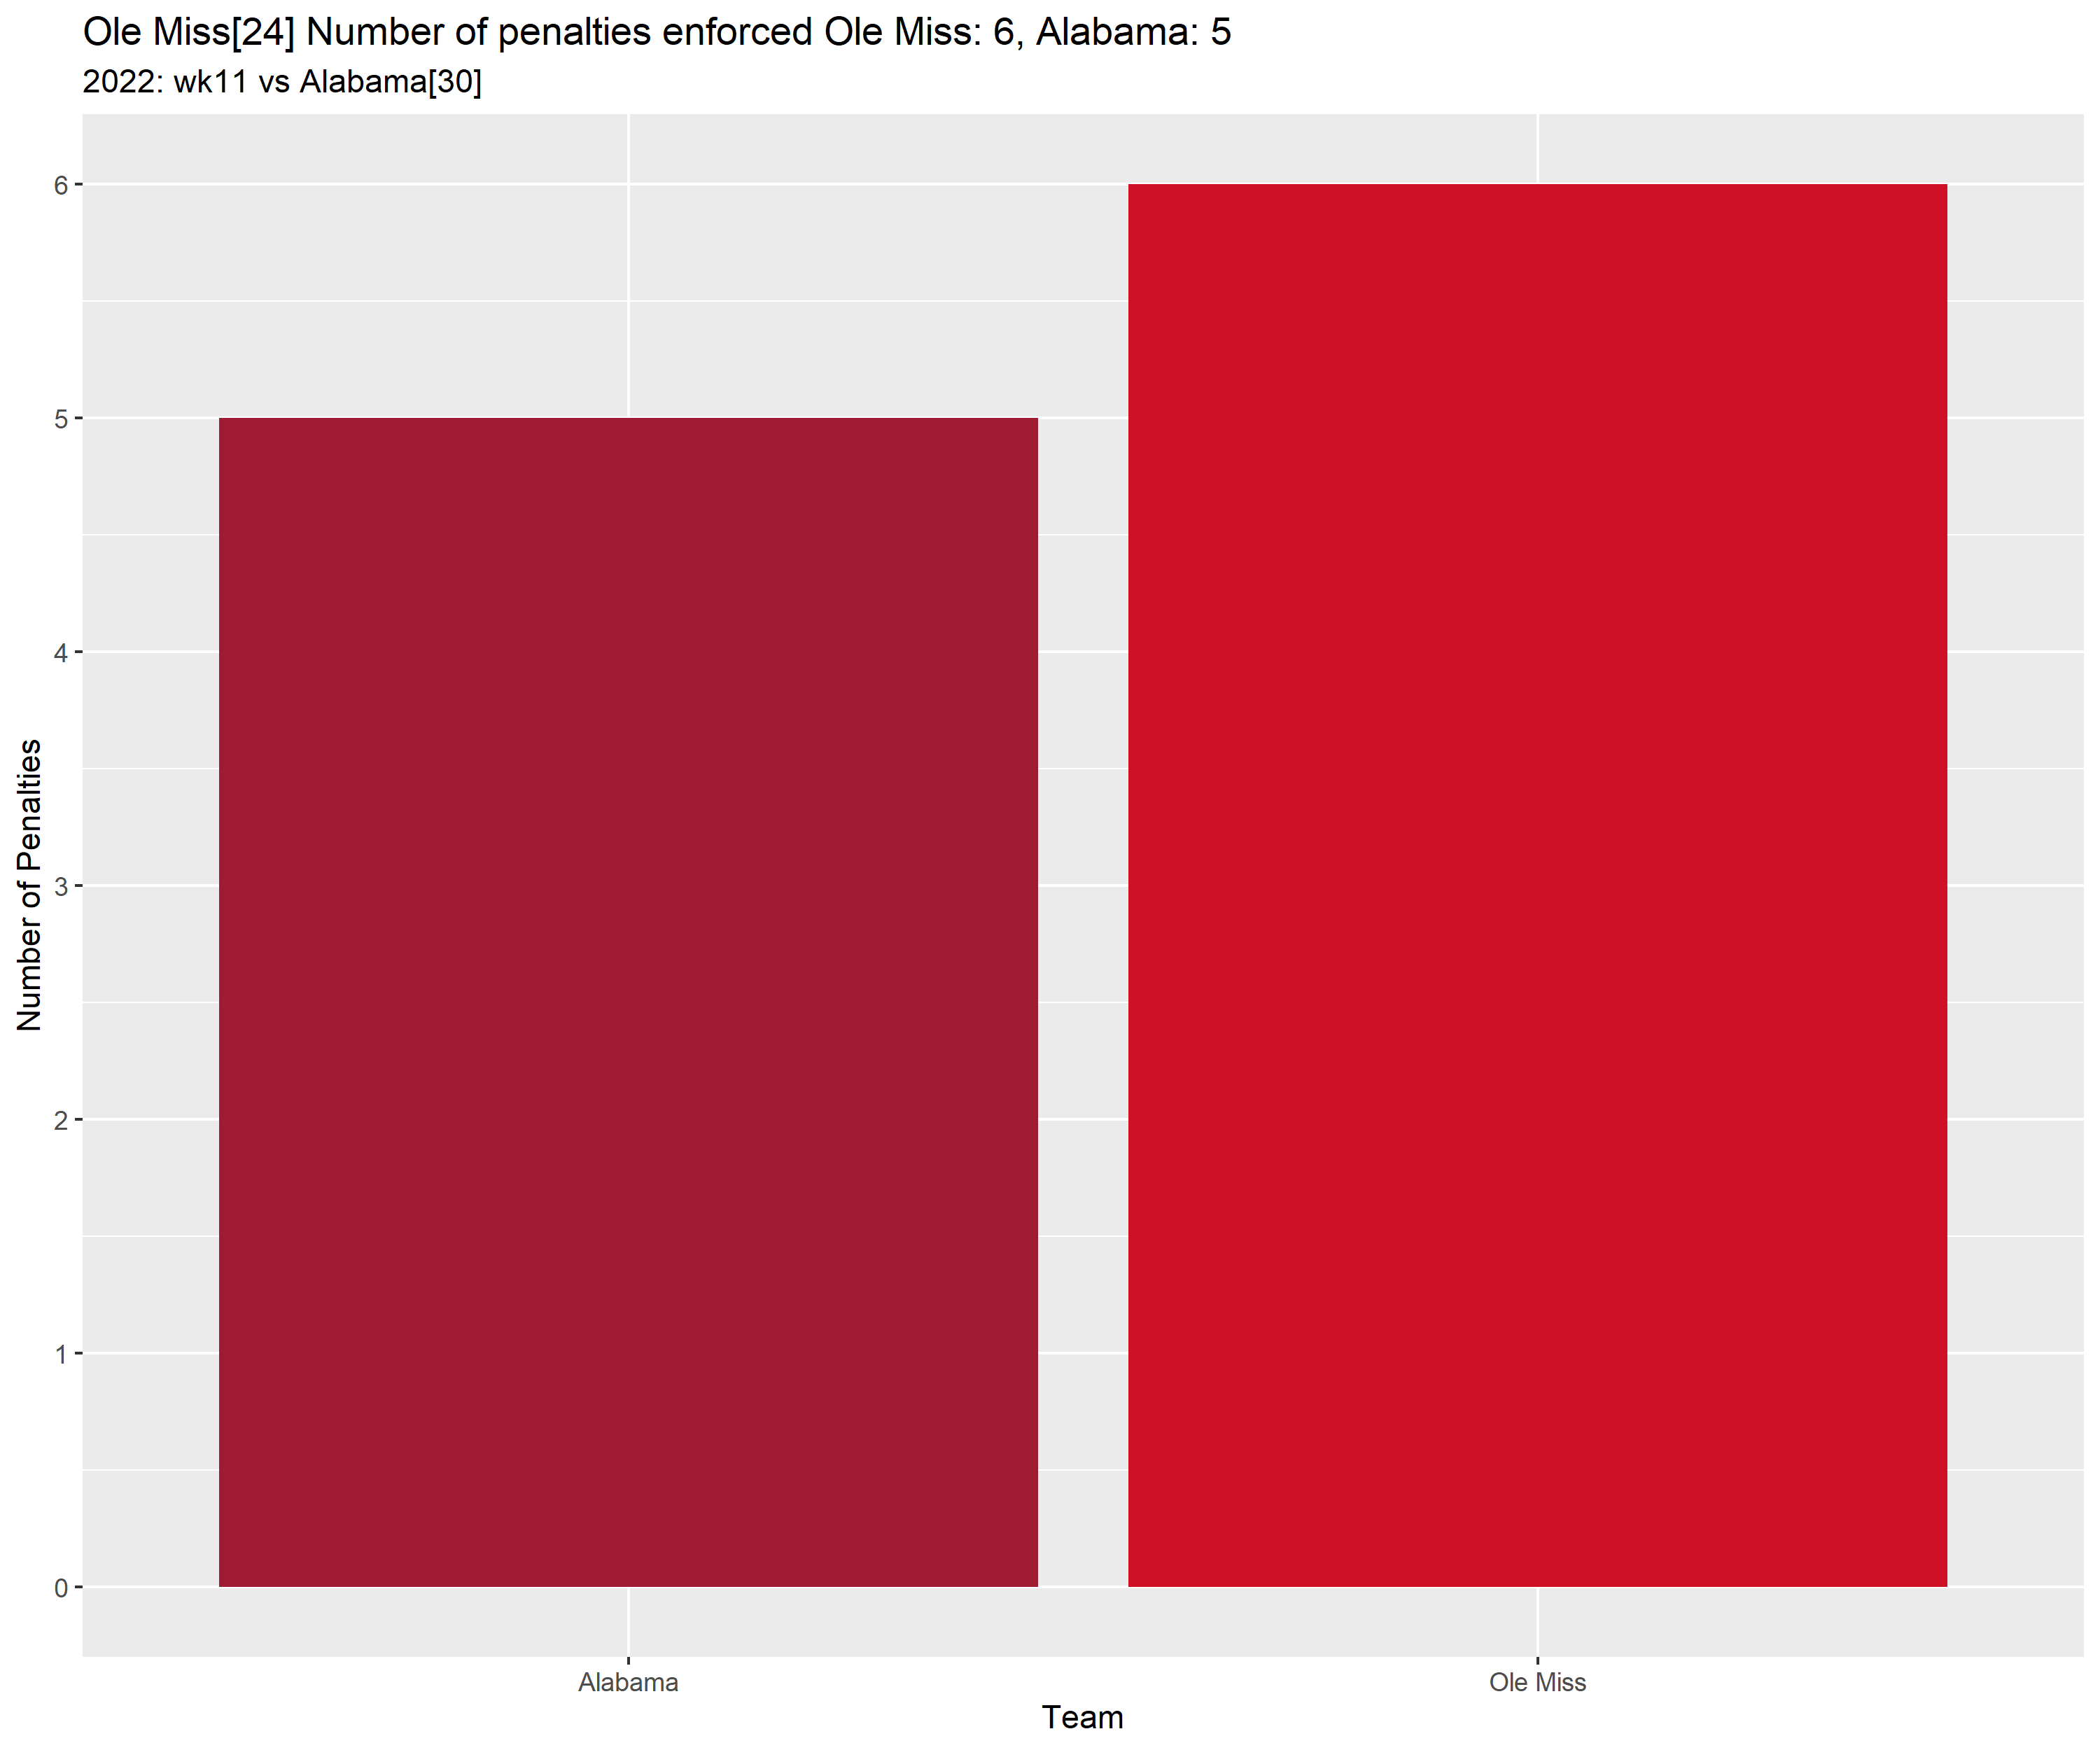 Ole Miss[24] Number of penalties enforced Ole Miss: 6, Alabama: 5
2022: wk11 vs Alabama[30]
Number of Penalties
6
5
4
3
2
1
0
Alabama
Ole Miss
Team